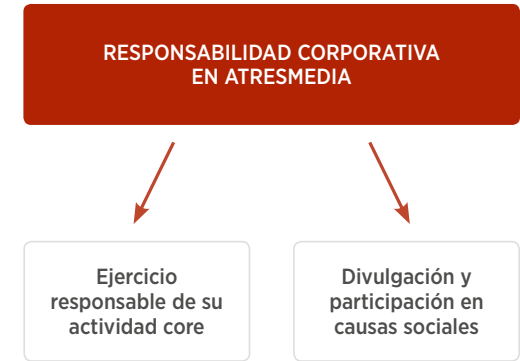 RESPONSABILIDAD CORPORATIVA
EN ATRESMEDIA
Ejercicio
responsable de su
actividad core
Divulgación y
participación en
causas sociales